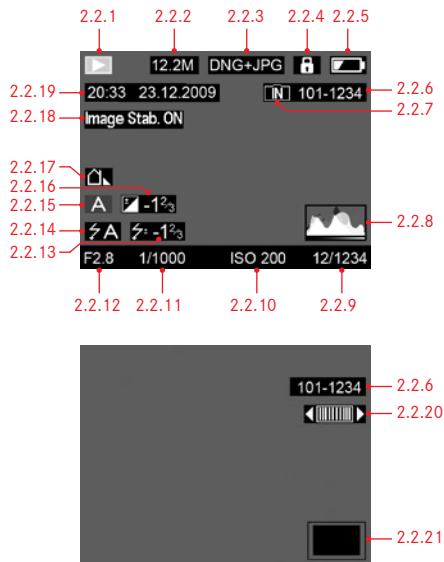 2.2.1 2.2.2 2.2.3 2.2.4 2.2.5
12.2M DNG+JPG
2.2.19 20:33 23.12.2009 IN 101-1234 2.2.6
2.2.7
2.2.18 Image Stab. ON
2.2.17
2.2.16
2.2.15 A -1 2/3
2.2.8
2.2.14 A -1 2/3
2.2.13
F2.8 1/1000 ISO 200 12/1234
2.2.12 2.2.11 2.2.10 2.2.9
101-1234 2.2.6
2.2.20
2.2.21